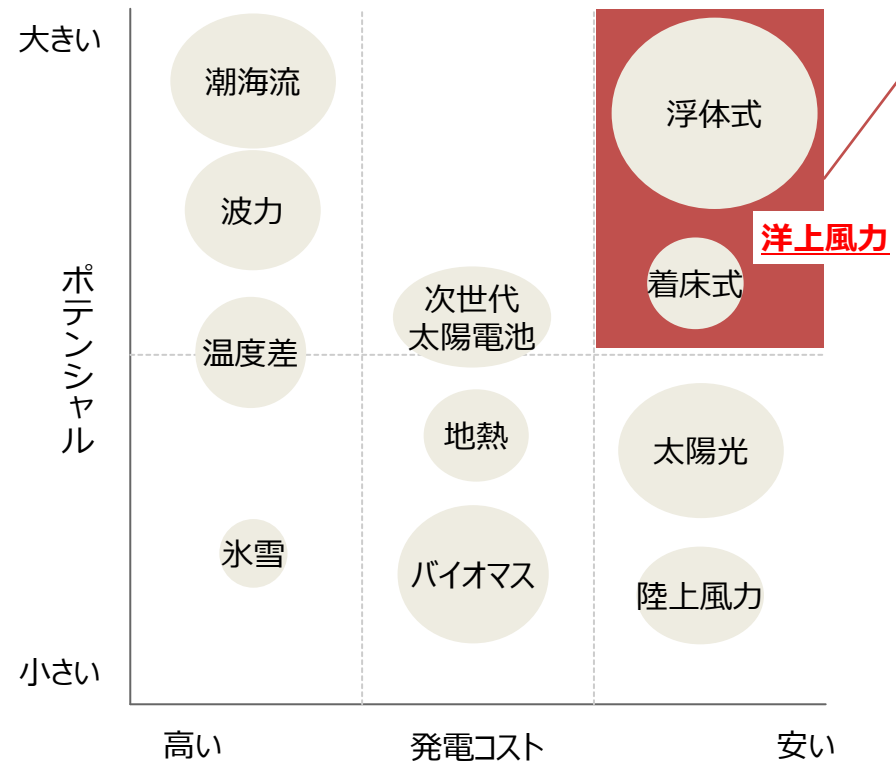 大きい
潮海流
浮体式
波力
洋上風力
ポテンシャル
次世代
太陽電池
着床式
温度差
地熱
太陽光
氷雪
バイオマス
陸上風力
小さい
高い
発電コスト
安い